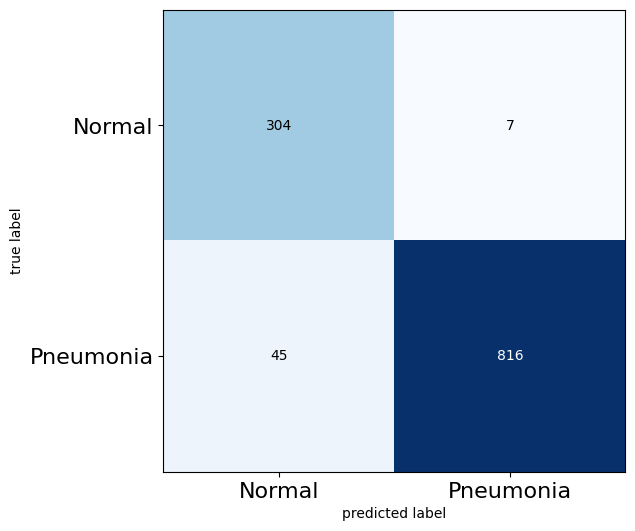 Normal
304
7
true label
Pneumonia
45
816
Normal
Pneumonia
predicted label